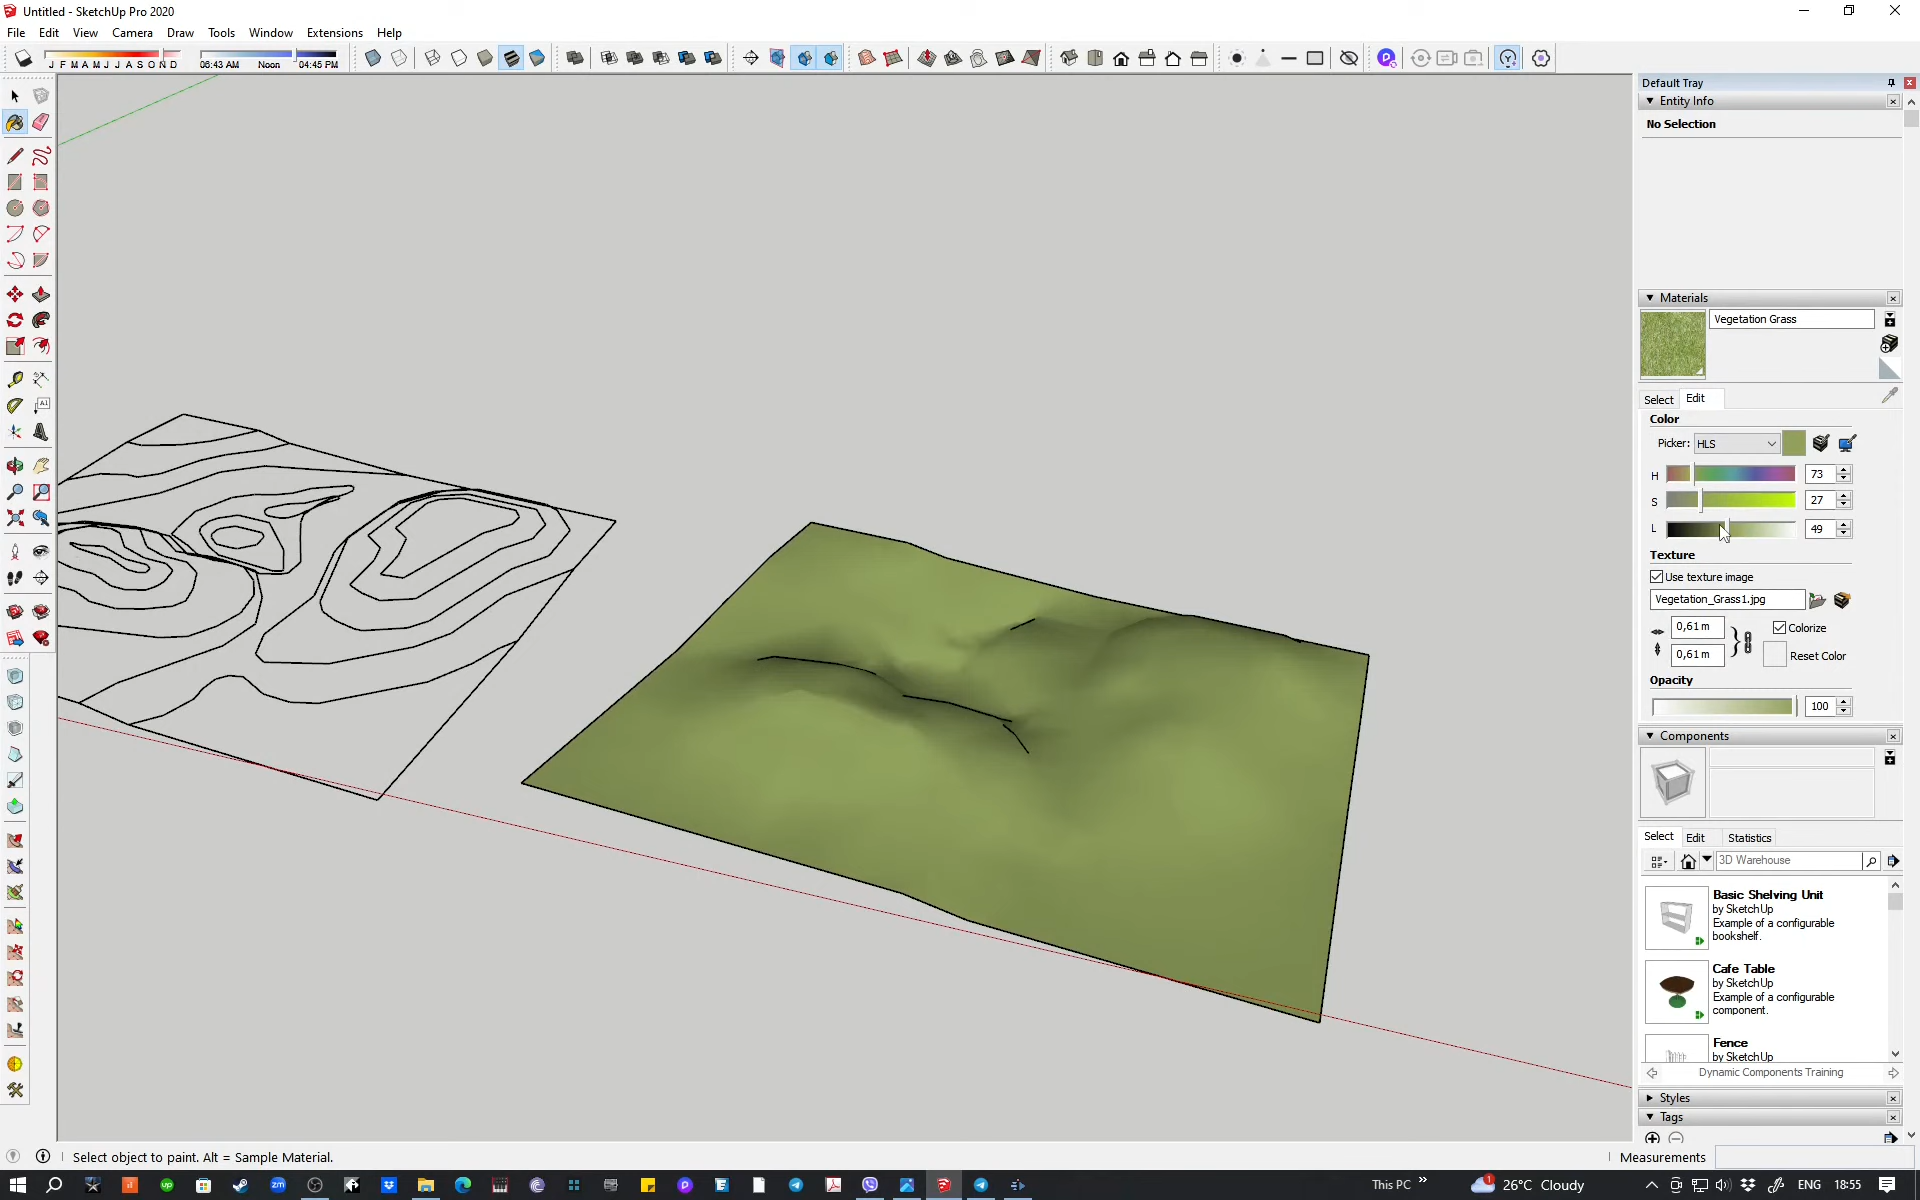 Untitled - SketchUp Pro 2020
File Edit View Camera Draw Tools Window Extensions Help
J F M A M J J A S O N D 06:43 AM Noon 04:45 PM
Default Tray
Entity Info
No Selection
Materials
Vegetation Grass
Select Edit
Color
Picker: HLS
H 73
S 27
L 49
Texture
Use texture image
Vegetation_Grass1.jpg
0,61 m
Colorize
0,61 m
Reset Color
Opacity
100
Components
Select Edit Statistics
3D Warehouse
Basic Shelving Unit
by SketchUp
Example of a configurable
bookshelf.
Cafe Table
by SketchUp
Example of a configurable
component.
Fence
by SketchUp
Dynamic Components Training
Styles
Tags
Select object to paint. Alt = Sample Material.
Measurements
This PC
26°C Cloudy
ENG 18:55